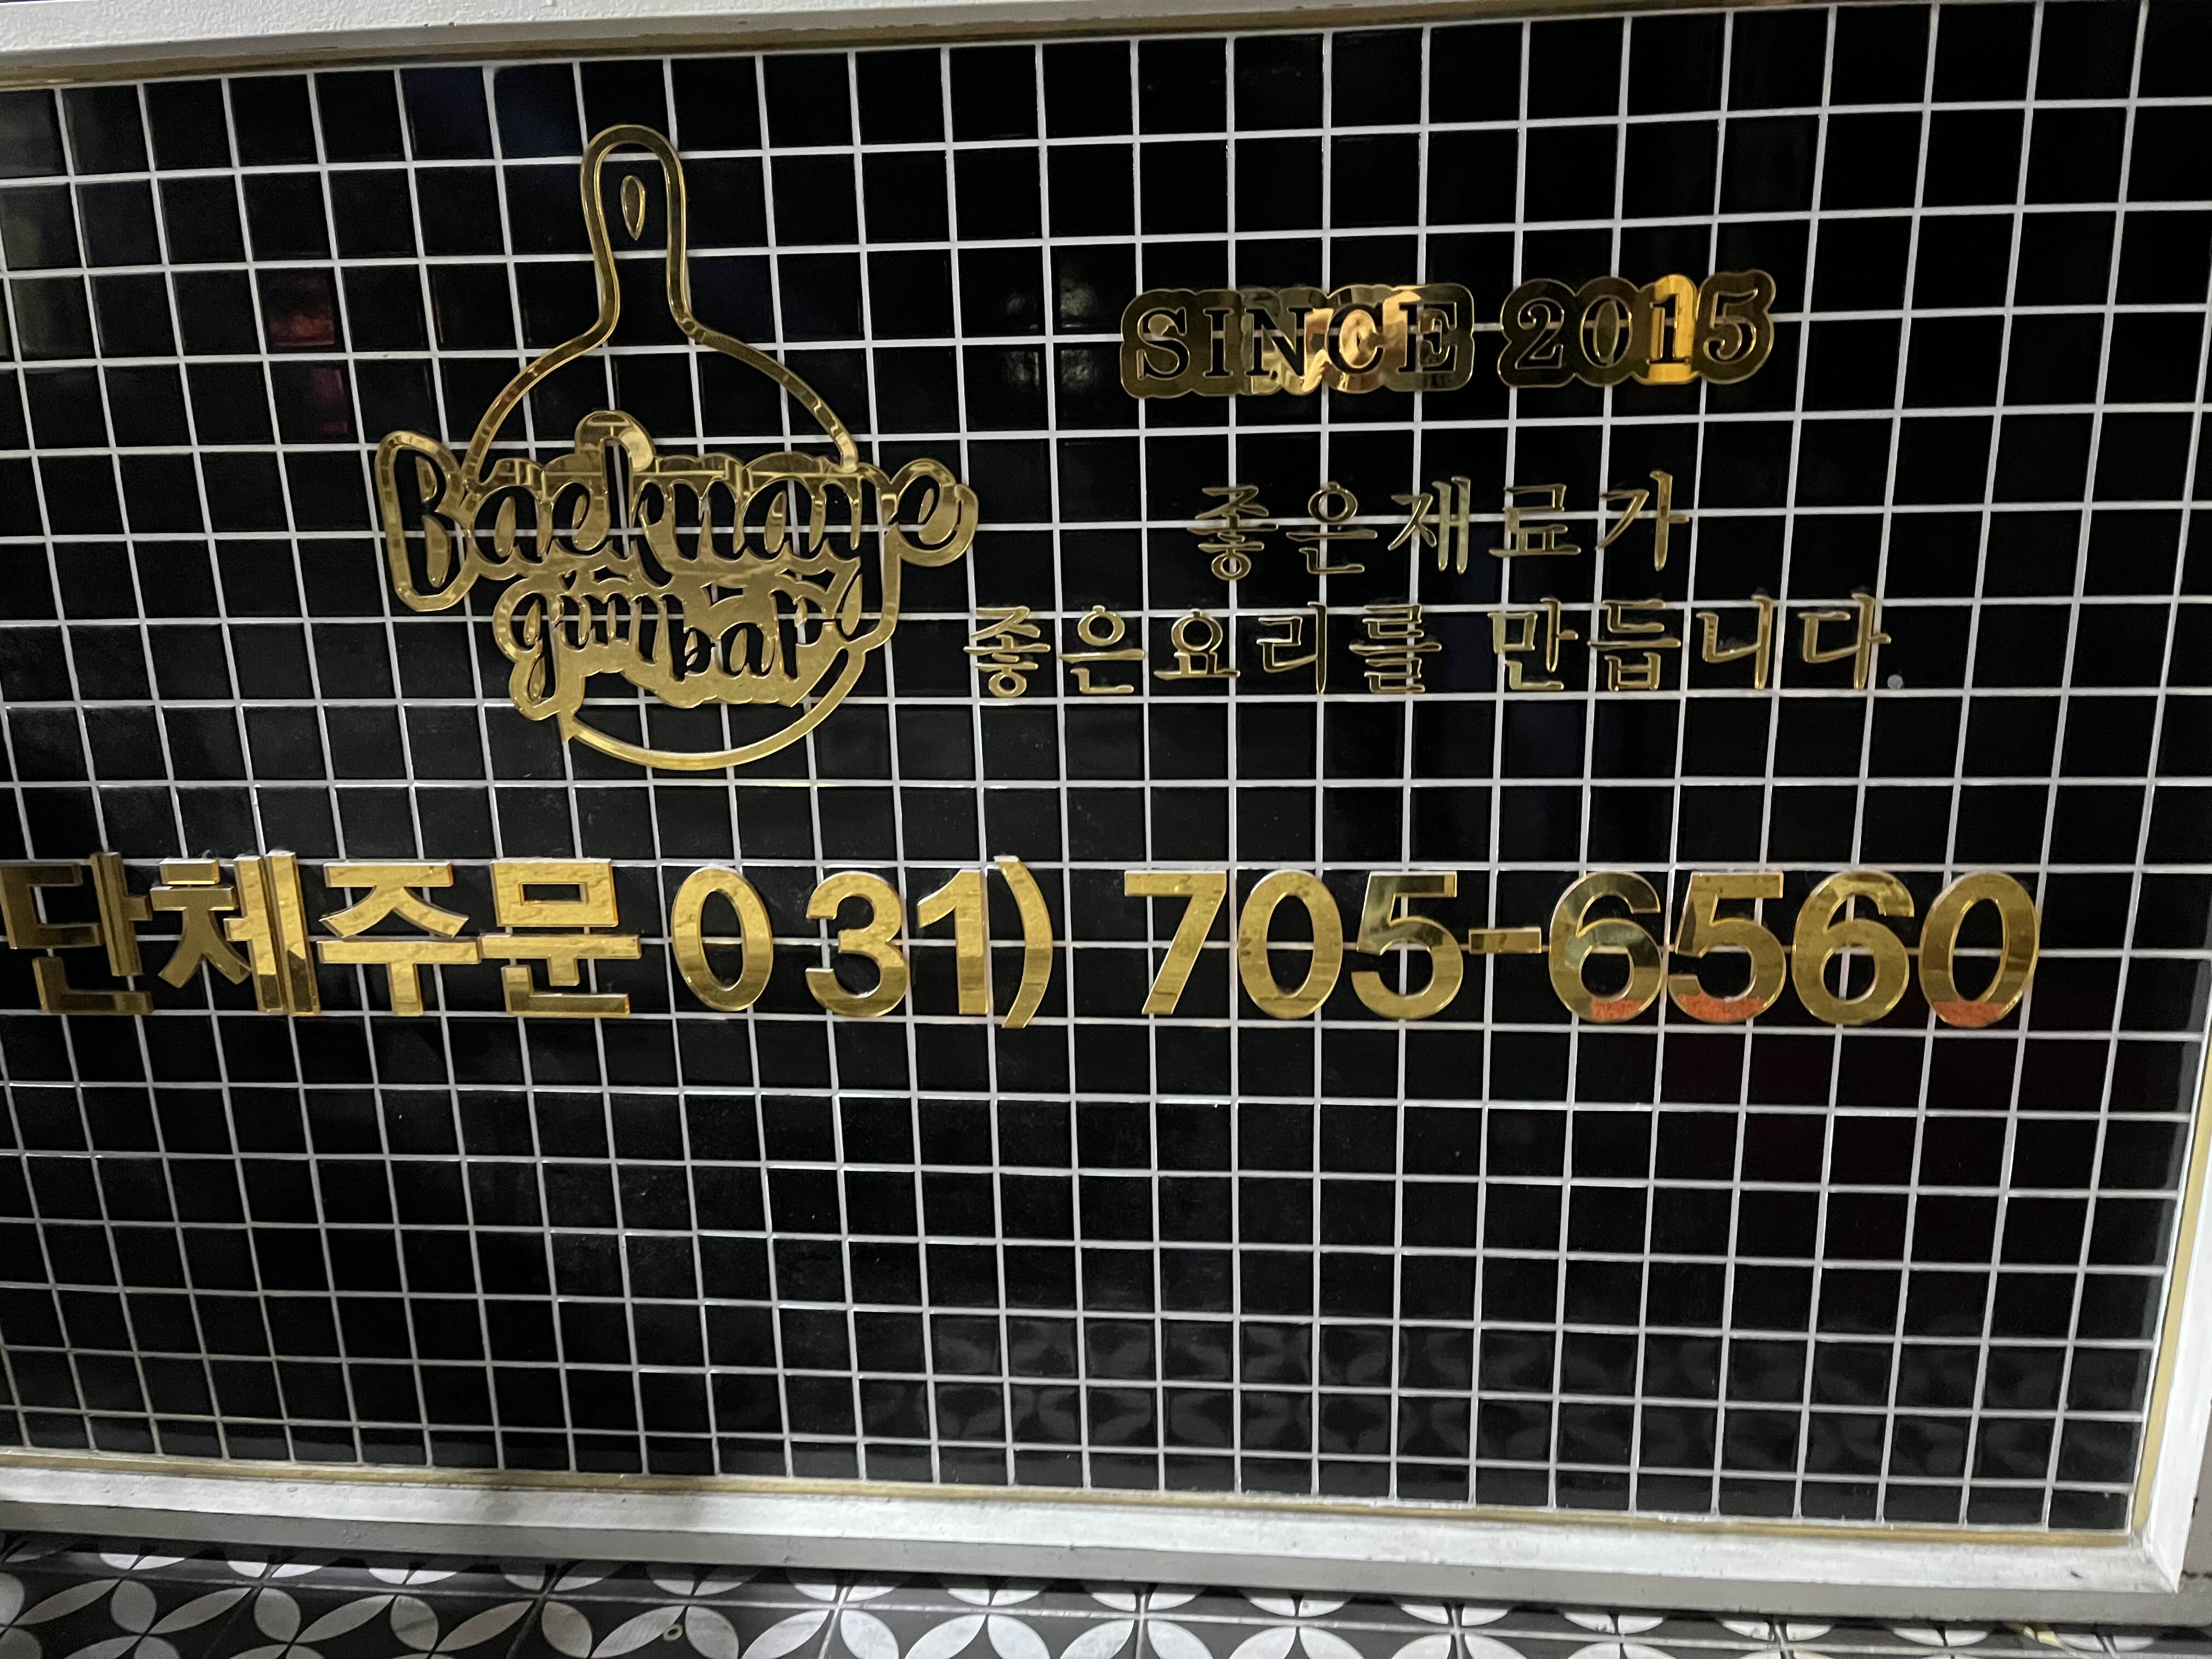 Baekmaye
gimbap
SINCE 2015
좋은재료가
좋은요리를 만듭니다.
단체주문 031) 705-6560